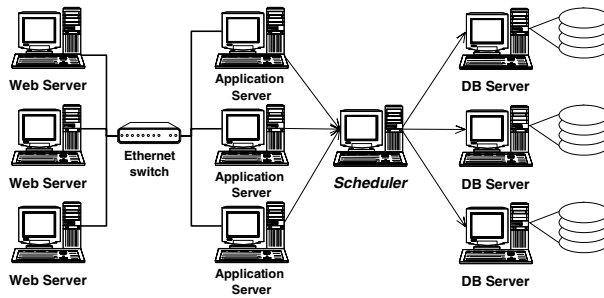 Web Server
Application
Server
DB Server
Web Server
Ethernet
switch
Application
Server
Scheduler
DB Server
Web Server
Application
Server
DB Server